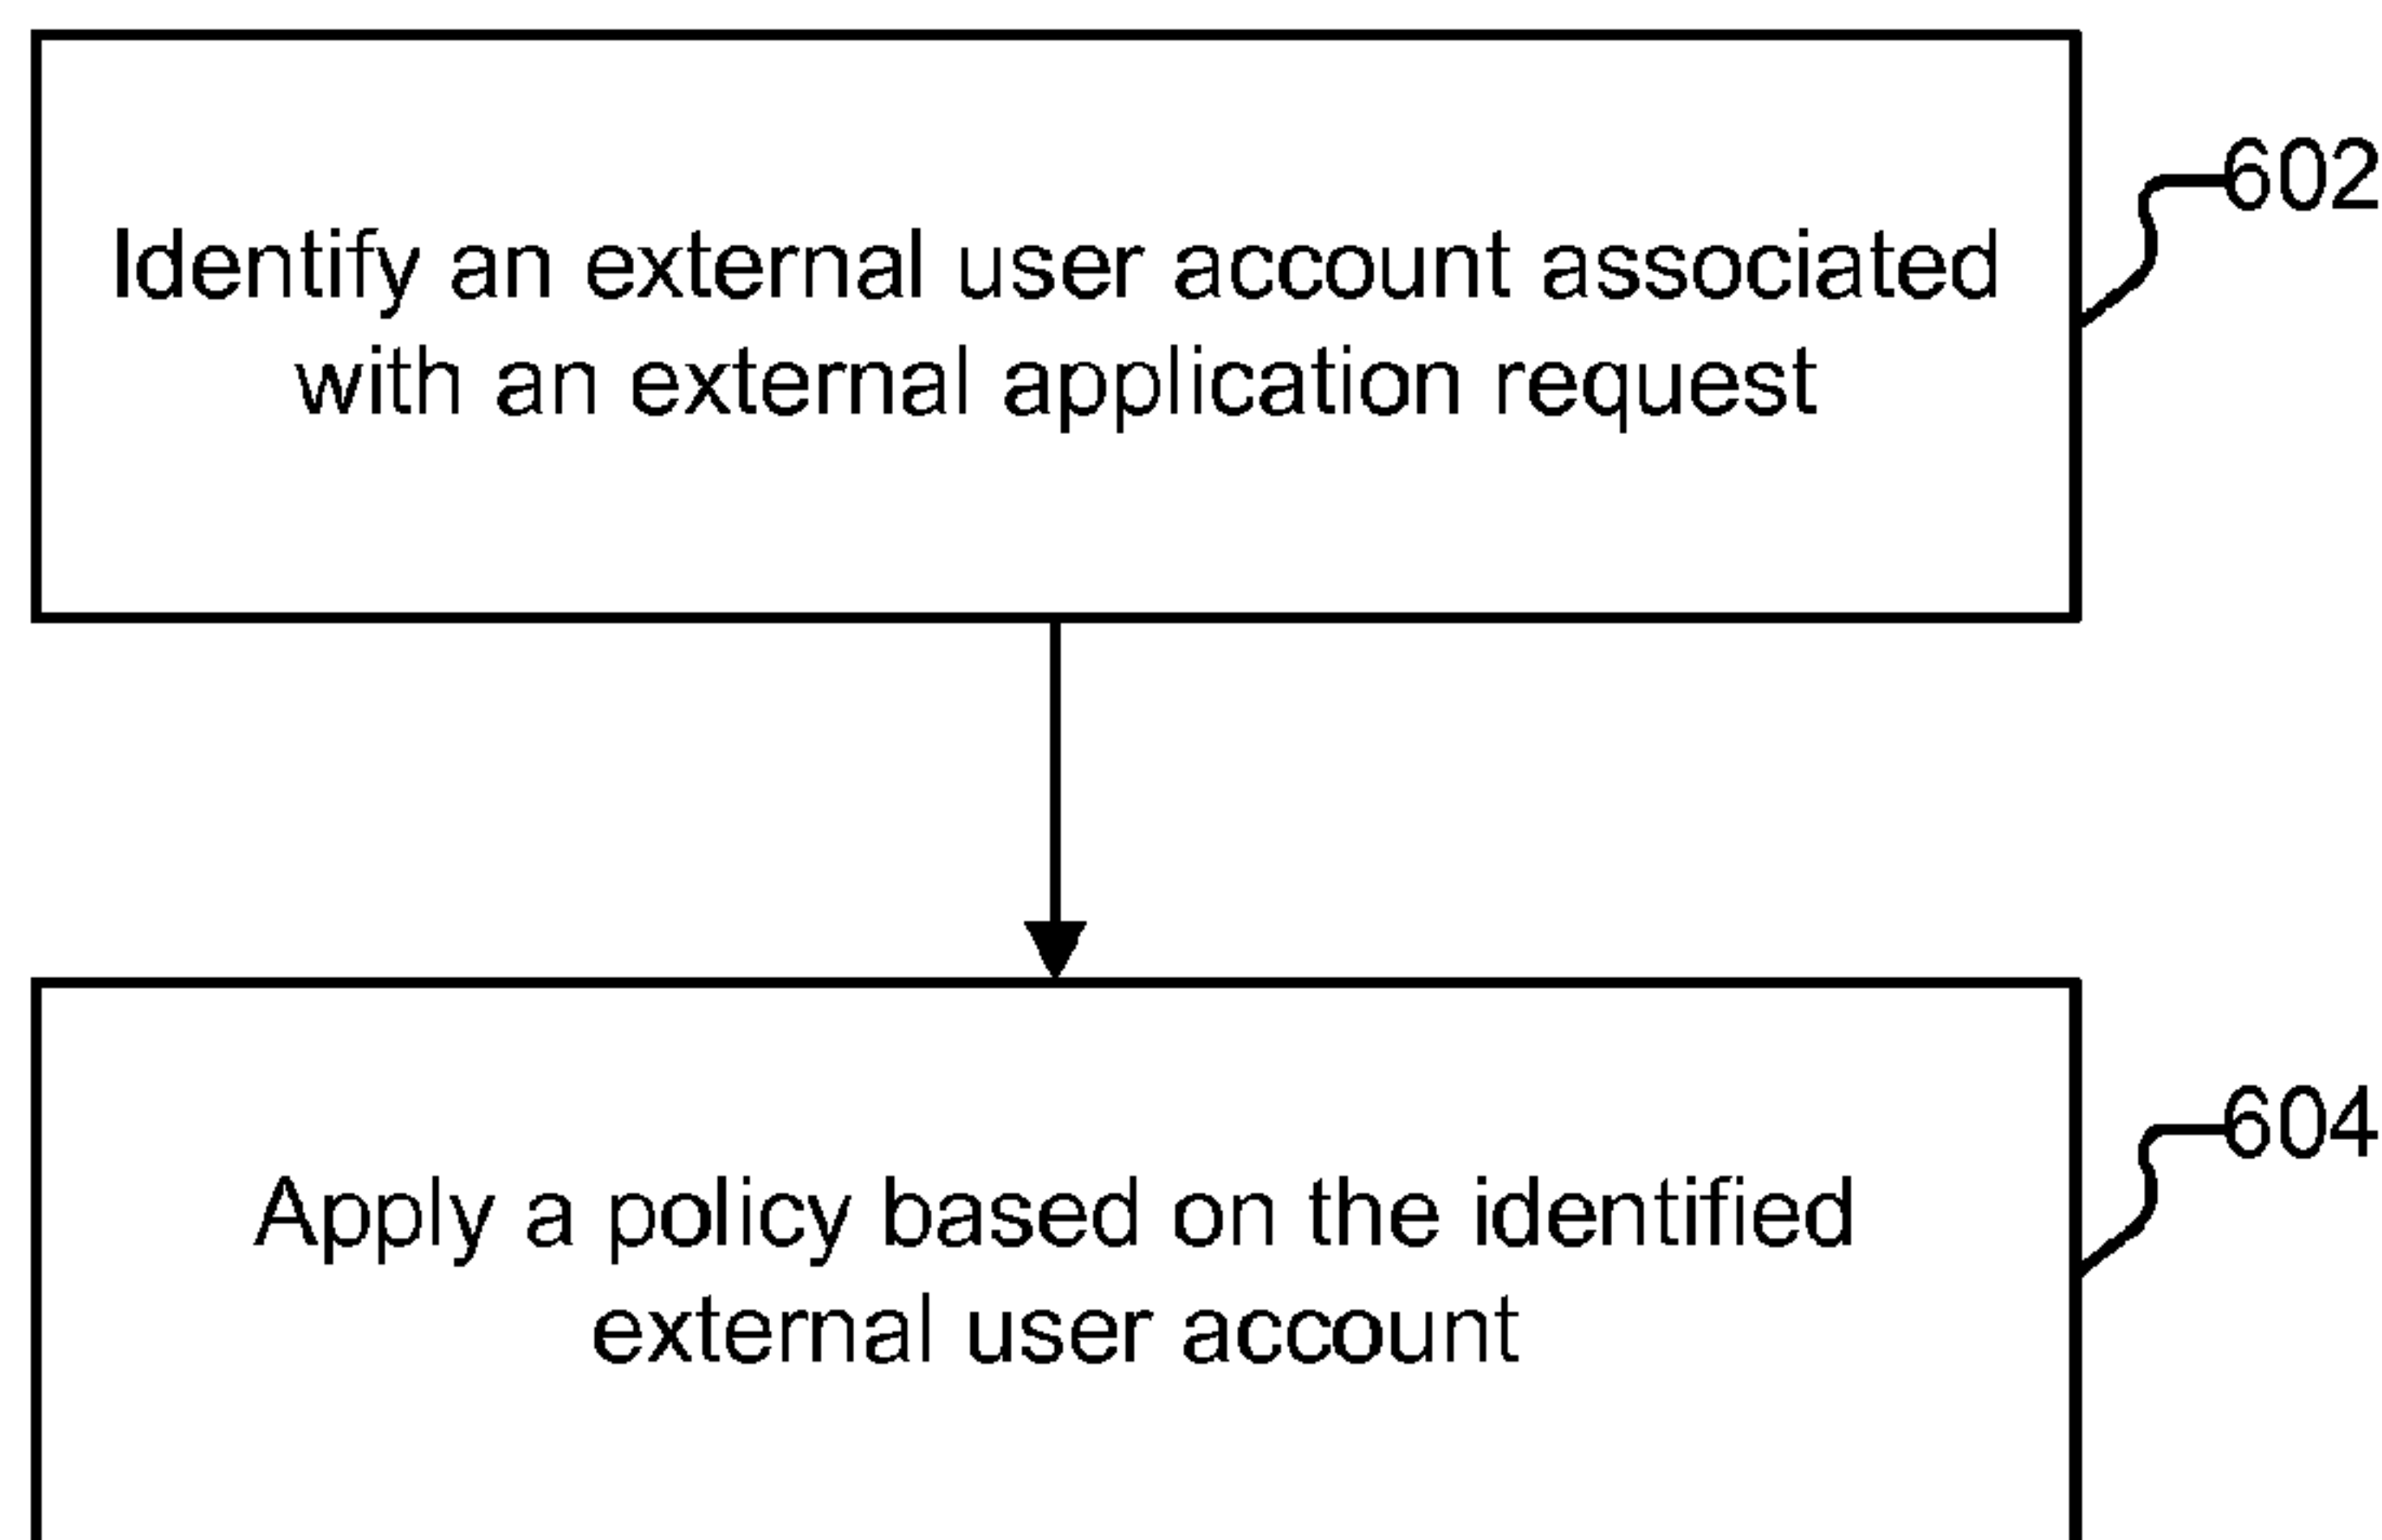 Identify an external user account associated
with an external application request
602
Apply a policy based on the identified
external user account
604